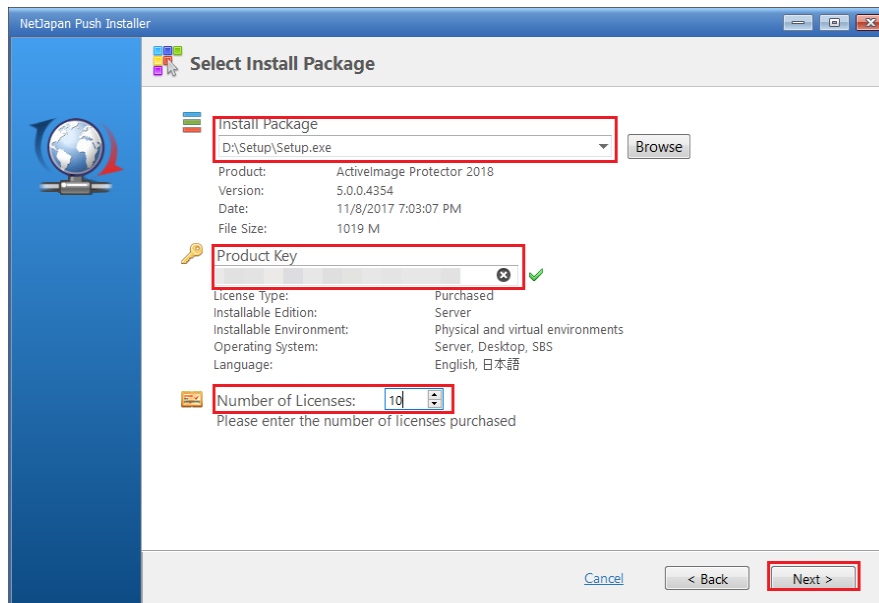 NetJapan Push Installer
Select Install Package
Install Package
D:\Setup\Setup.exe
Browse
Product: ActiveImage Protector 2018
Version: 5.0.0.4354
Date: 11/8/2017 7:03:07 PM
File Size: 1019 M
Product Key
License Type: Purchased
Installable Edition: Server
Installable Environment: Physical and virtual environments
Operating System: Server, Desktop, SBS
Language: English, 日本語
Number of Licenses: 10
Please enter the number of licenses purchased
Cancel < Back Next >